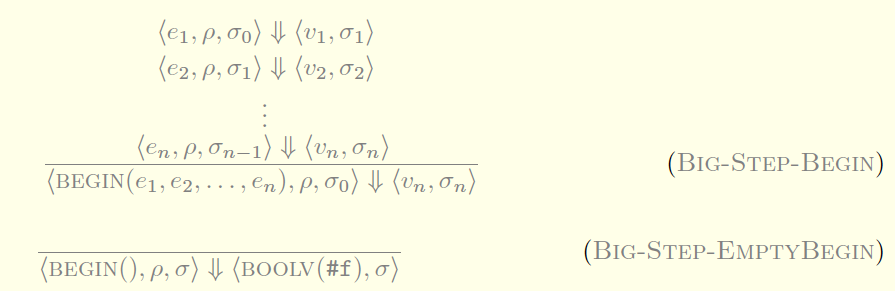 ⟨e₁, ρ, σ₀⟩ ⇓ ⟨v₁, σ₁⟩
⟨e₂, ρ, σ₁⟩ ⇓ ⟨v₂, σ₂⟩
⋮
⟨eₙ, ρ, σₙ₋₁⟩ ⇓ ⟨vₙ, σₙ⟩
⟨BEGIN(e₁, e₂, …, eₙ), ρ, σ₀⟩ ⇓ ⟨vₙ, σₙ⟩ (BIG-STEP-BEGIN)
⟨BEGIN(), ρ, σ⟩ ⇓ ⟨BOOLV(#f), σ⟩ (BIG-STEP-EMPTYBEGIN)